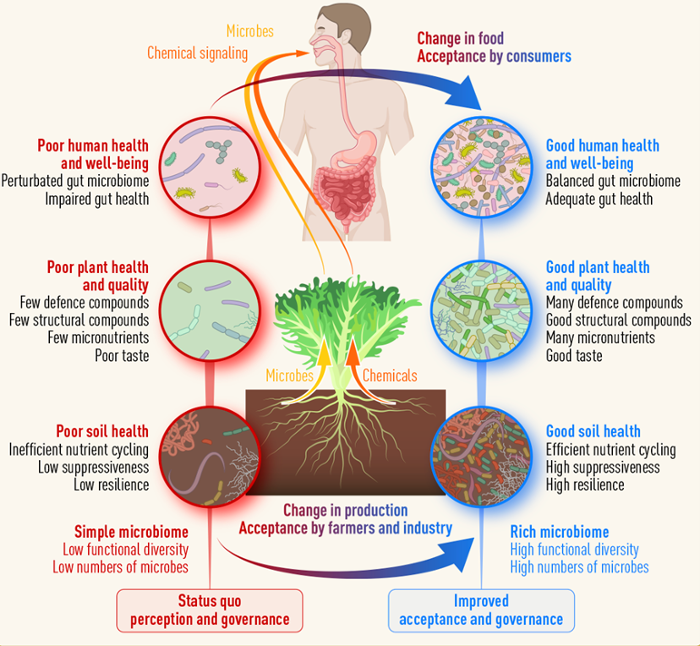 Microbes
Chemical signaling
Change in food
Acceptance by consumers
Poor human health
and well-being
Perturbated gut microbiome
Impaired gut health
Good human health
and well-being
Balanced gut microbiome
Adequate gut health
Poor plant health
and quality
Few defence compounds
Few structural compounds
Few micronutrients
Poor taste
Good plant health
and quality
Many defence compounds
Good structural compounds
Many micronutrients
Good taste
Microbes
Chemicals
Poor soil health
Inefficient nutrient cycling
Low suppressiveness
Low resilience
Good soil health
Efficient nutrient cycling
High suppressiveness
High resilience
Change in production
Acceptance by farmers and industry
Simple microbiome
Low functional diversity
Low numbers of microbes
Rich microbiome
High functional diversity
High numbers of microbes
Status quo
perception and governance
Improved
acceptance and governance